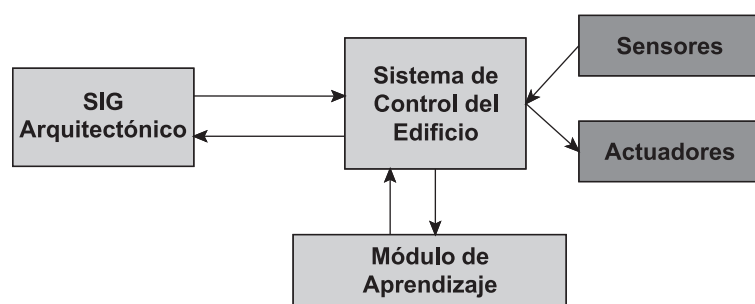 SIG
Arquitectónico
Sistema de
Control del
Edificio
Sensores
Actuadores
Módulo de
Aprendizaje